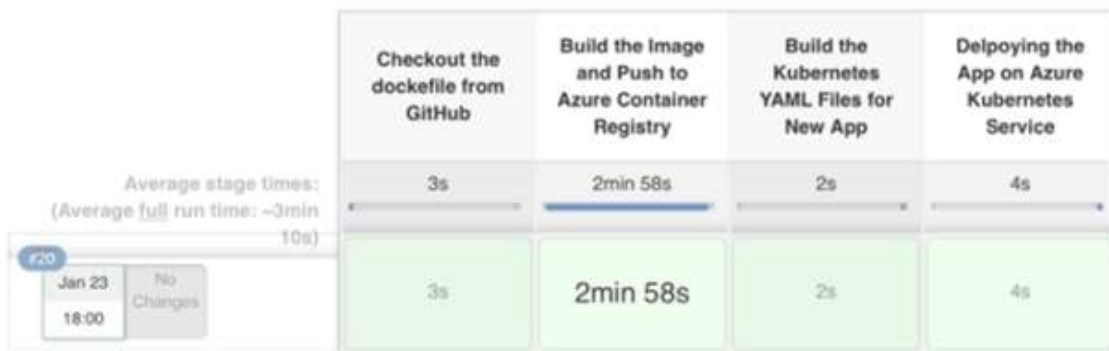 Checkout the
dockefile from
GitHub
Build the Image
and Push to
Azure Container
Registry
Build the
Kubernetes
YAML Files for
New App
Delpoying the
App on Azure
Kubernetes
Service
Average stage times:
(Average full run time: ~3min
10s)
3s
2min 58s
2s
4s
#20
Jan 23
18:00
No
Changes
3s
2min 58s
2s
4s